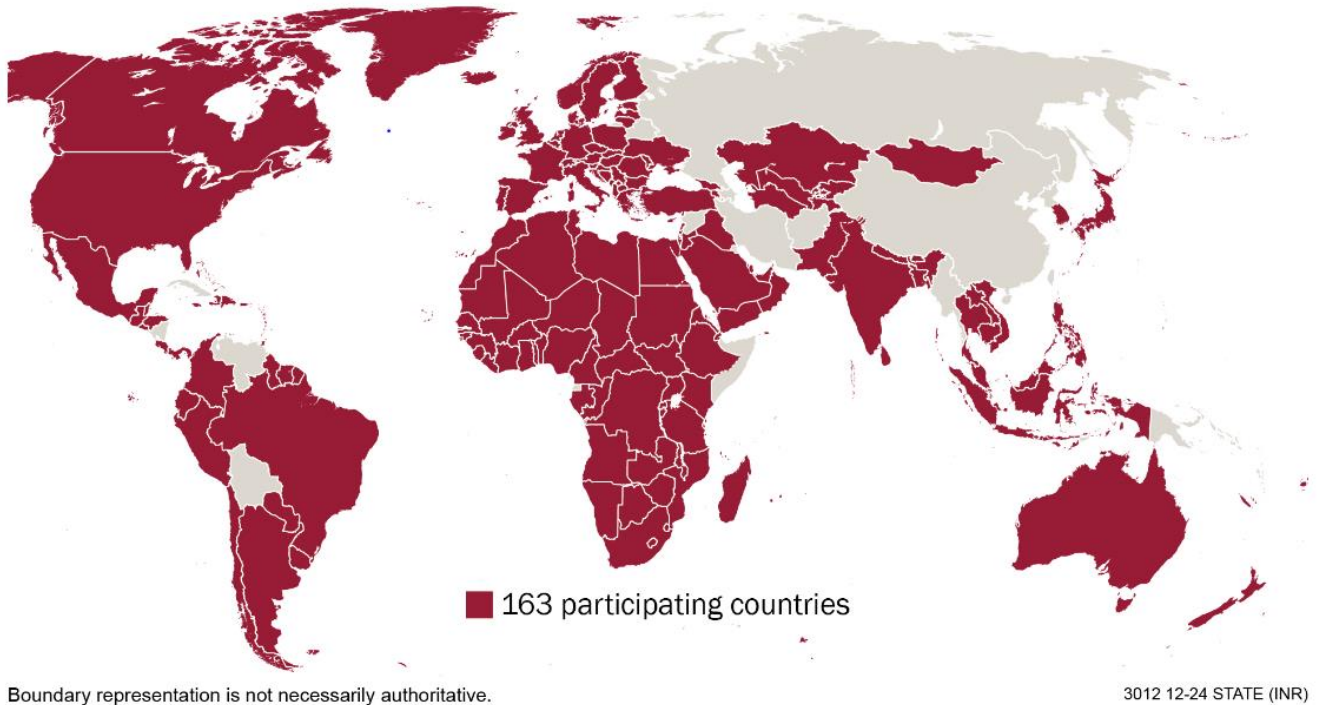 163 participating countries
Boundary representation is not necessarily authoritative.
3012 12-24 STATE (INR)